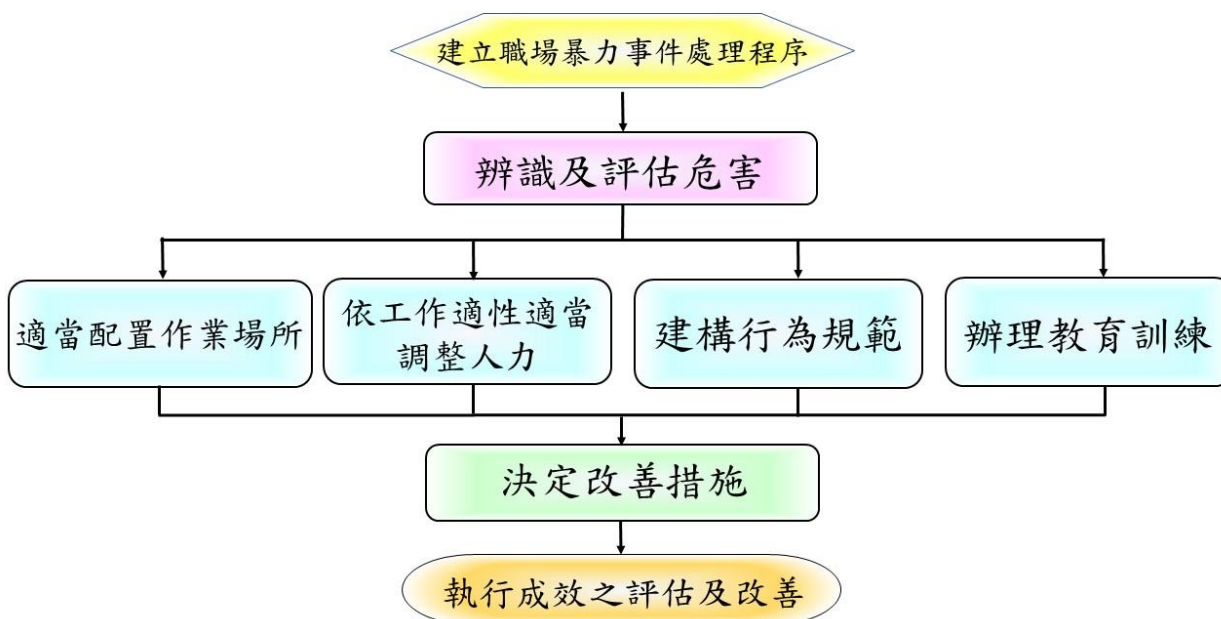 建立職場暴力事件處理程序
辨識及評估危害
適當配置作業場所
依工作適性適當
調整人力
建構行為規範
辦理教育訓練
決定改善措施
執行成效之評估及改善